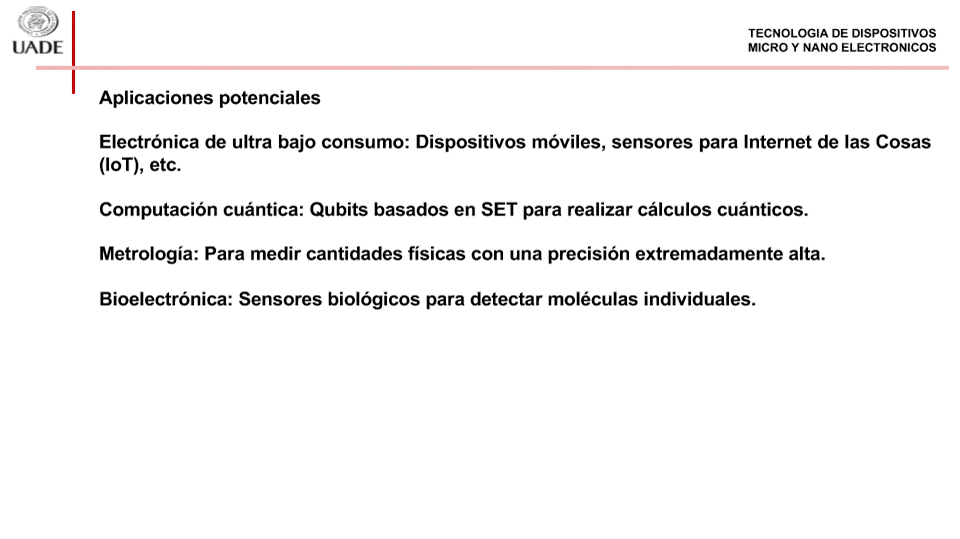 UADE
TECNOLOGIA DE DISPOSITIVOS
MICRO Y NANO ELECTRONICOS
Aplicaciones potenciales
Electrónica de ultra bajo consumo: Dispositivos móviles, sensores para Internet de las Cosas
(IoT), etc.
Computación cuántica: Qubits basados en SET para realizar cálculos cuánticos.
Metrología: Para medir cantidades físicas con una precisión extremadamente alta.
Bioelectrónica: Sensores biológicos para detectar moléculas individuales.